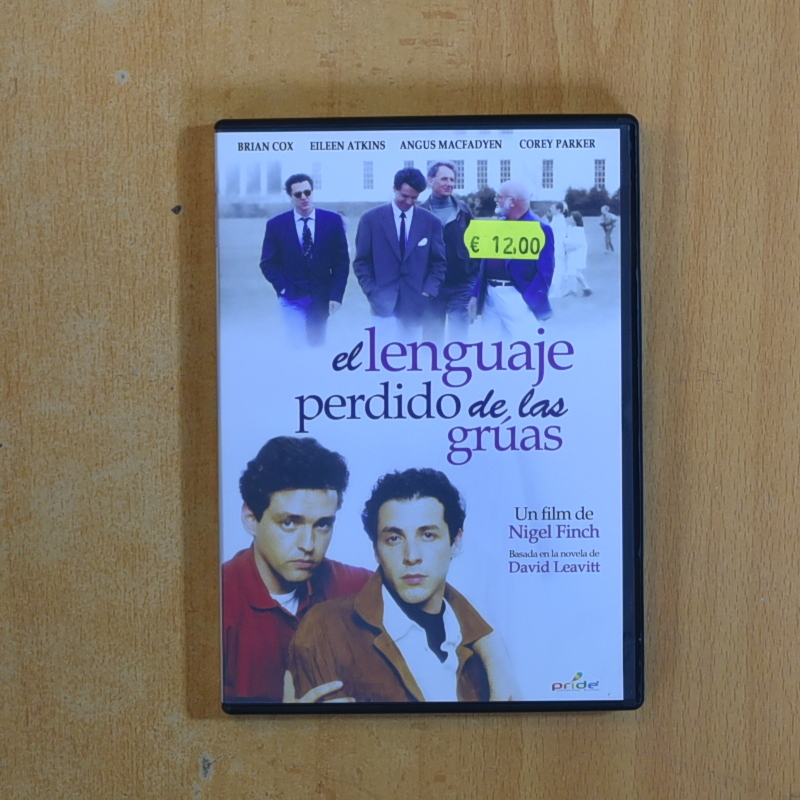 BRIAN COX EILEEN ATKINS ANGUS MACFADYEN COREY PARKER
€ 12,00
el lenguaje
perdido de las
grúas
Un film de
Nigel Finch
Basada en la novela de
David Leavitt
pride